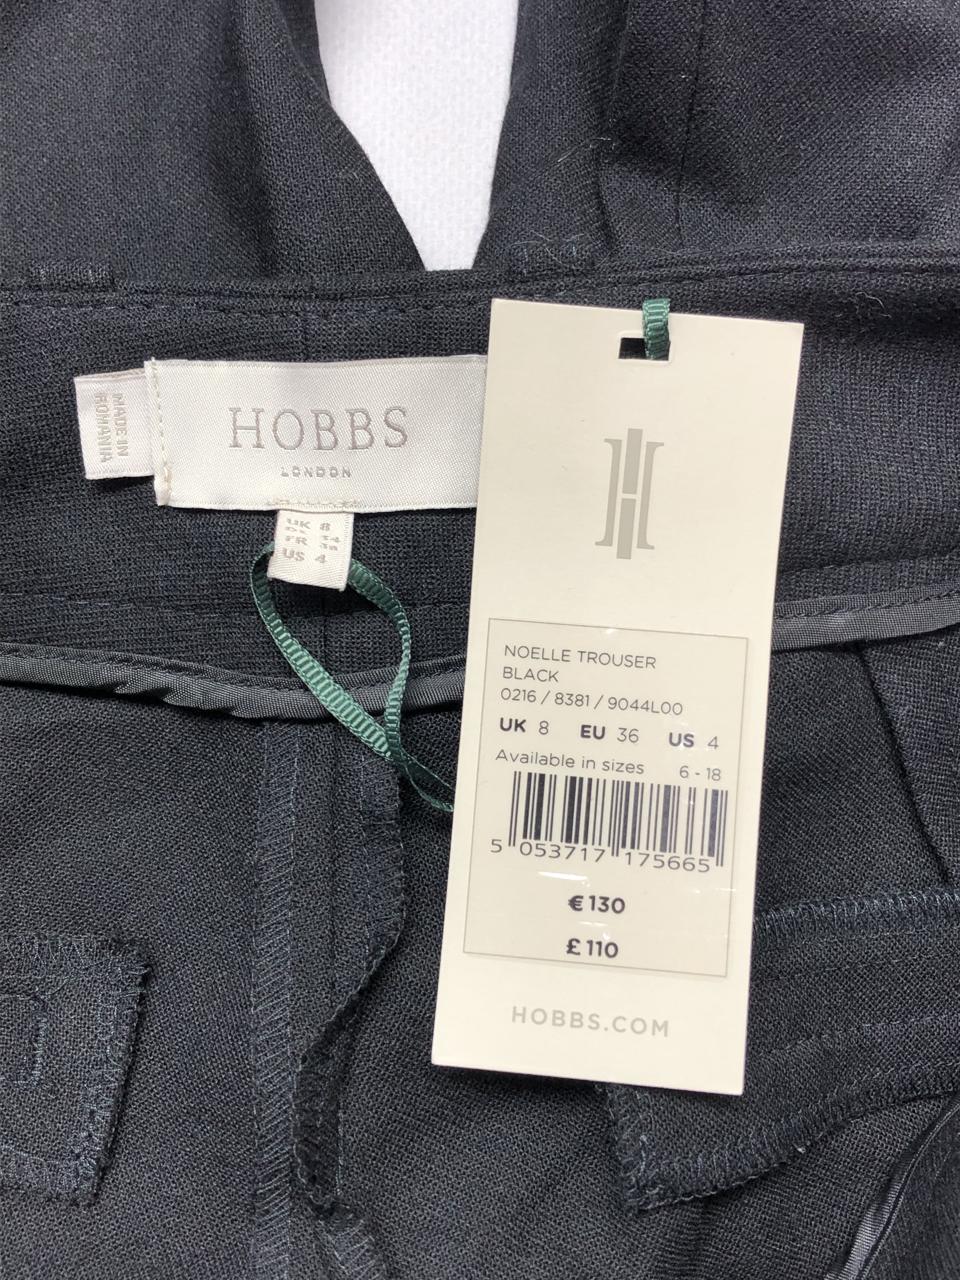 MADE IN
ROMANIA
HOBBS
LONDON
UK 8
FR
US 4
NOELLE TROUSER
BLACK
0216 / 8381 / 9044L00
UK 8 EU 36 US 4
Available in sizes 6 - 18
5 053717 175665
€130
£110
HOBBS.COM